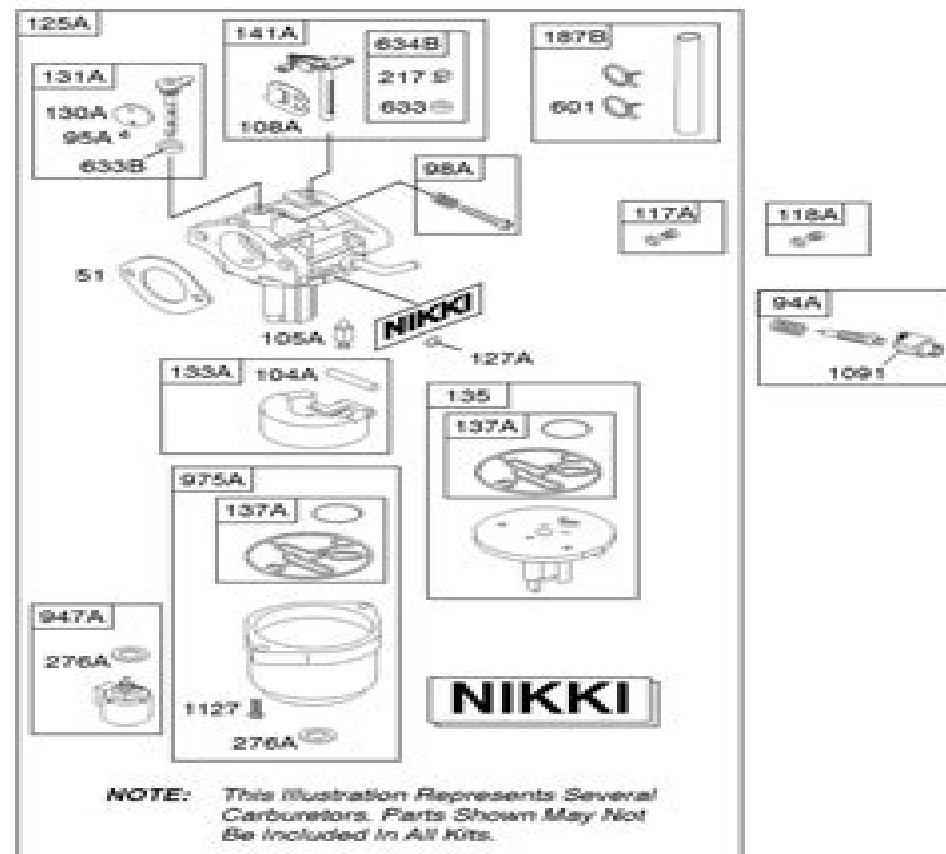 125A
141A
634B
217
633
108A
187B
601
131A
130A
95A
633B
98A
117A
118A
51
94A
1091
105A
NIKKI
127A
133A
104A
135
137A
975A
137A
947A
276A
1127
276A
NIKKI
NOTE: This Illustration Represents Several
Carburetors. Parts Shown May Not
Be Included In All Kits.